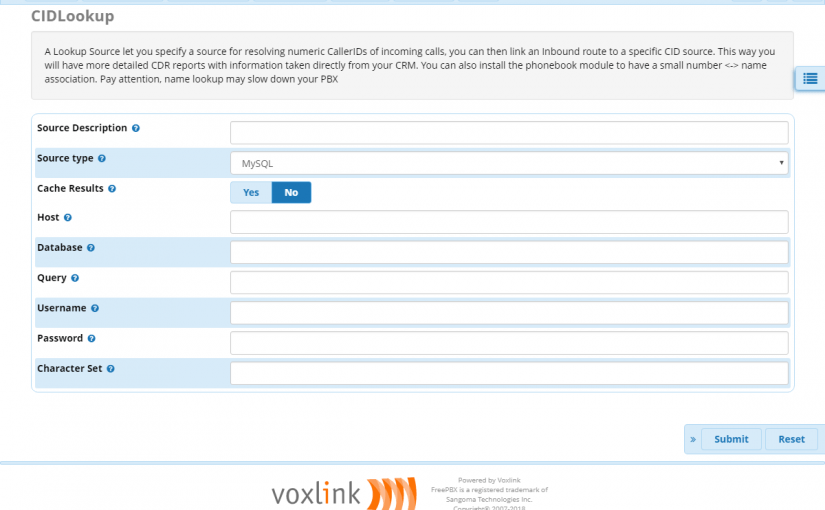 CIDLookup
A Lookup Source let you specify a source for resolving numeric CallerIDs of incoming calls, you can then link an Inbound route to a specific CID source. This way you
will have more detailed CDR reports with information taken directly from your CRM. You can also install the phonebook module to have a small number <-> name
association. Pay attention, name lookup may slow down your PBX
Source Description
Source type
MySQL
Cache Results
Yes No
Host
Database
Query
Username
Password
Character Set
» Submit Reset
voxlink
Powered by Voxlink
FreePBX is a registered trademark of
Sangoma Technologies Inc.
Copyright© 2007-2018